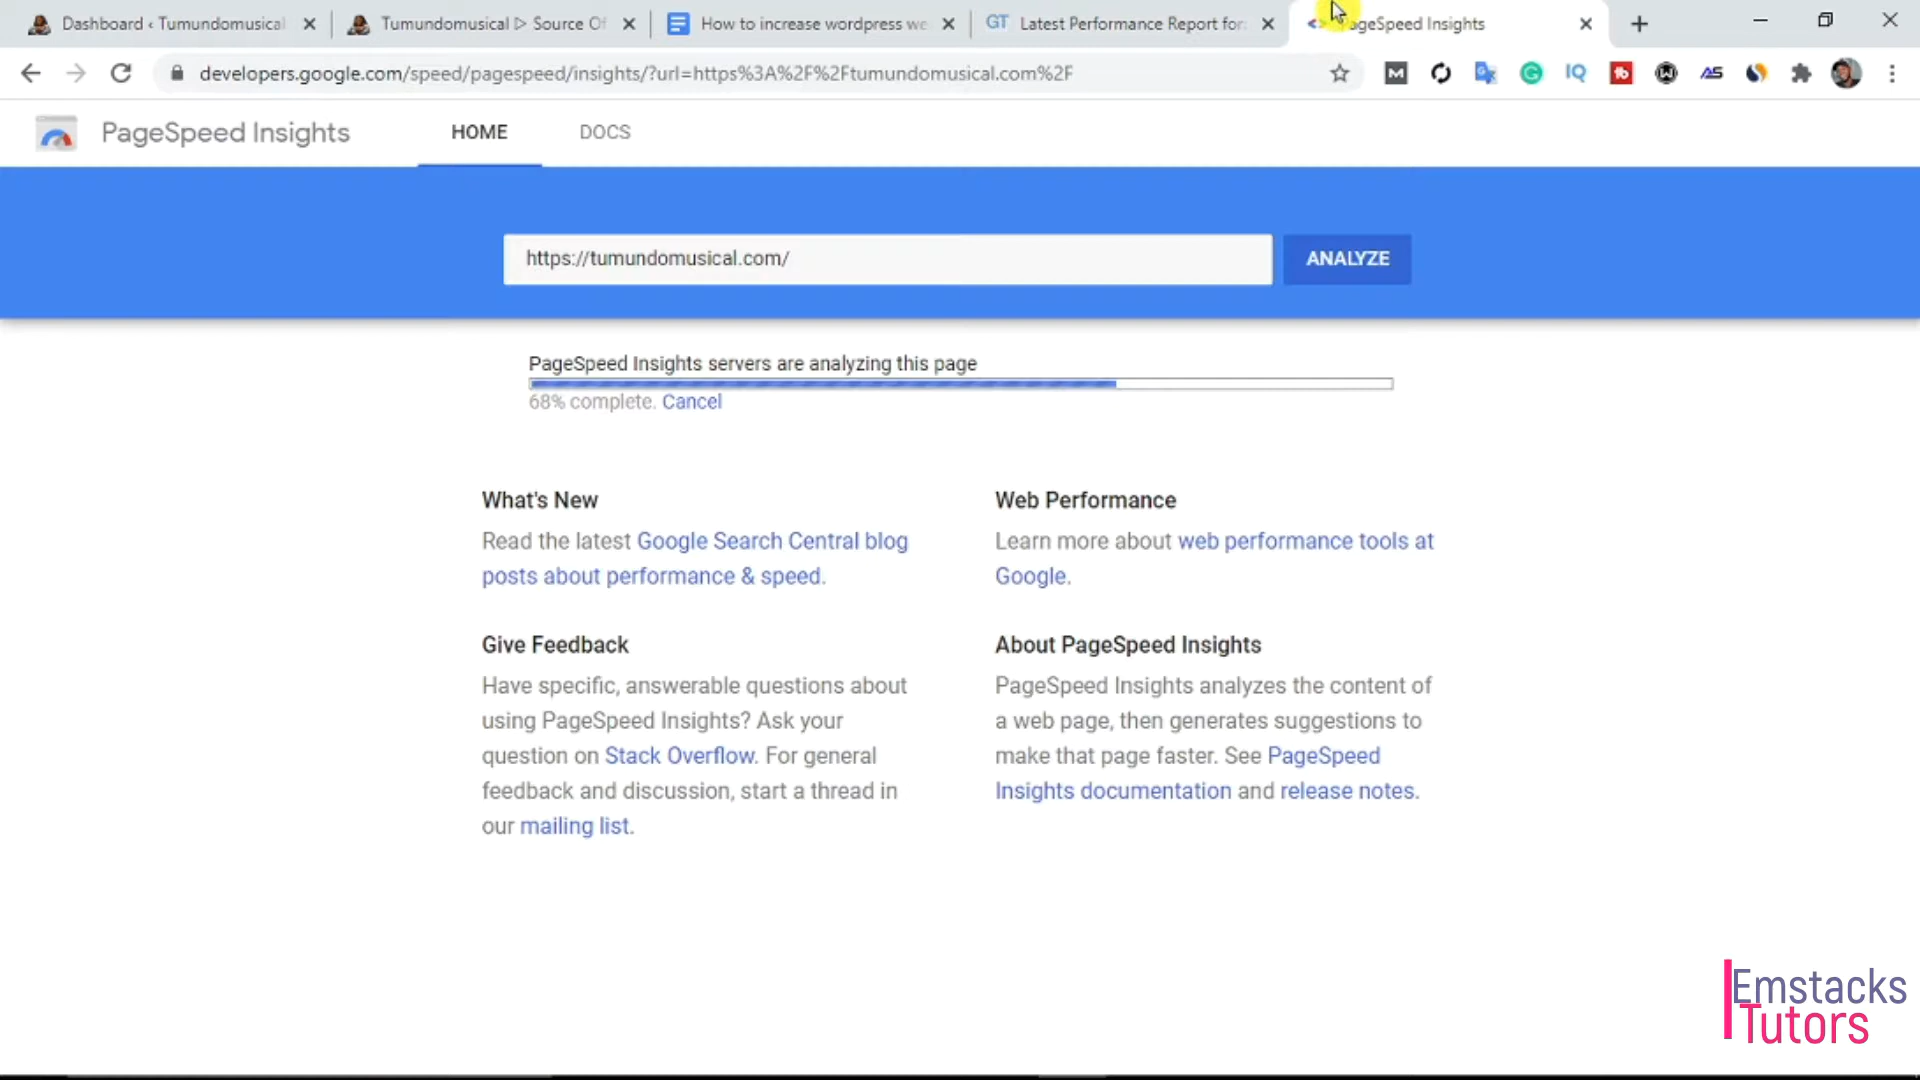 Dashboard ‹ Tumundomusical
Tumundomusical ▷ Source Of
How to increase wordpress we
GT Latest Performance Report for:
PageSpeed Insights
developers.google.com/speed/pagespeed/insights/?url=https%3A%2F%2Ftumundomusical.com%2F
PageSpeed Insights
HOME
DOCS
https://tumundomusical.com/
ANALYZE
PageSpeed Insights servers are analyzing this page
68% complete. Cancel
What's New
Read the latest Google Search Central blog
posts about performance & speed.
Web Performance
Learn more about web performance tools at
Google.
Give Feedback
Have specific, answerable questions about
using PageSpeed Insights? Ask your
question on Stack Overflow. For general
feedback and discussion, start a thread in
our mailing list.
About PageSpeed Insights
PageSpeed Insights analyzes the content of
a web page, then generates suggestions to
make that page faster. See PageSpeed
Insights documentation and release notes.
Emstacks
Tutors